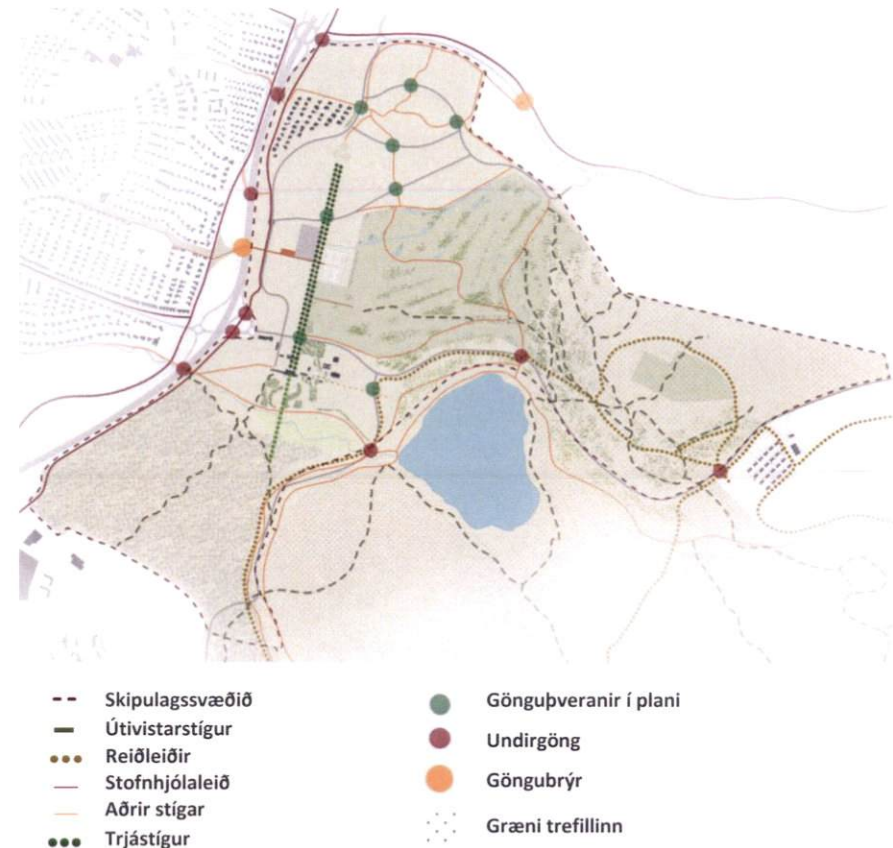 Skipulagssvæðið
Útivistarstígur
Reiðleiðir
Stofnhjólaleið
Aðrir stígar
Trjástígur
Gönguþveranir í plani
Undirgöng
Göngubrýr
Græni trefillinn